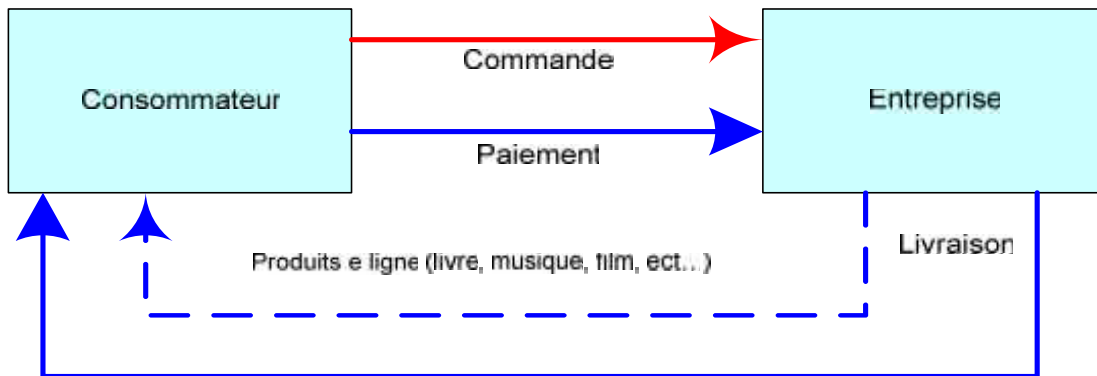 Commande
Consommateur
Entreprise
Paiement
Livraison
Produits e ligne (livre, musique, film, ect...)